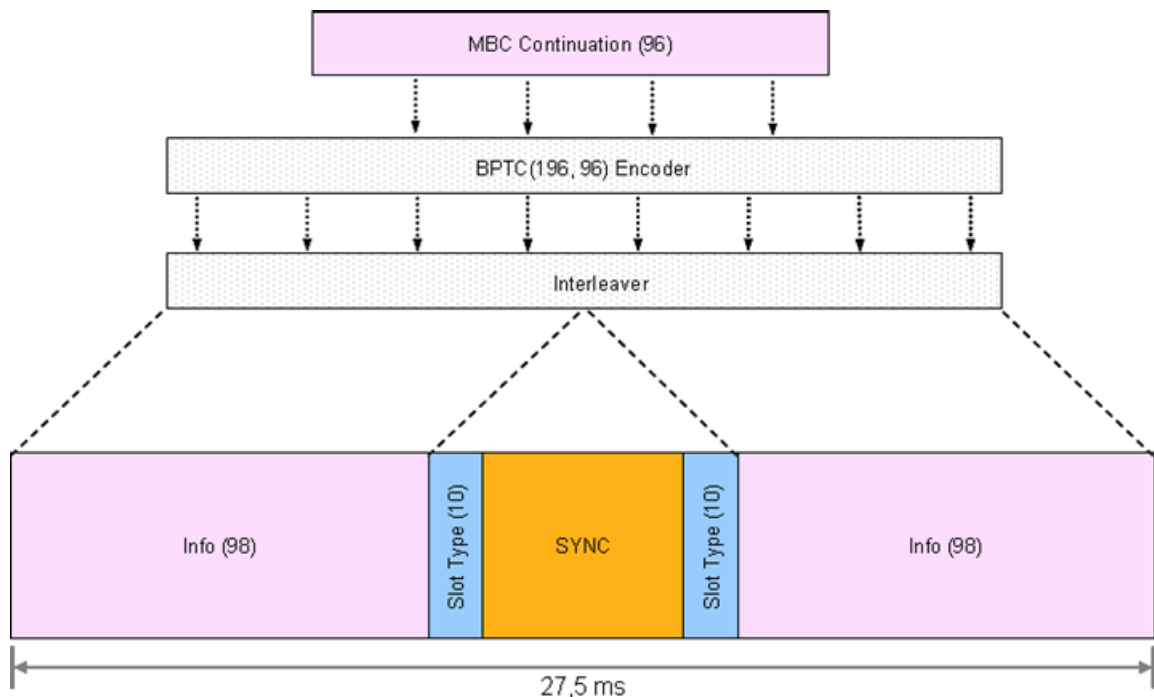 MBC Continuation (96)
BPTC(196, 96) Encoder
Interleaver
Info (98)
Slot Type (10)
SYNC
Slot Type (10)
Info (98)
27,5 ms